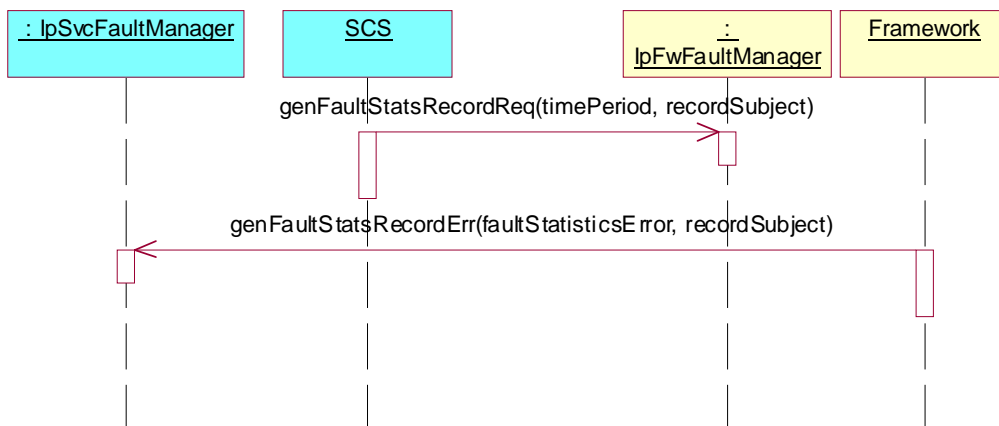 : IpSvcFaultManager
SCS
:
IpFwFaultManager
Framework
genFaultStatsRecordReq(timePeriod, recordSubject)
genFaultStatsRecordErr(faultStatisticsError, recordSubject)